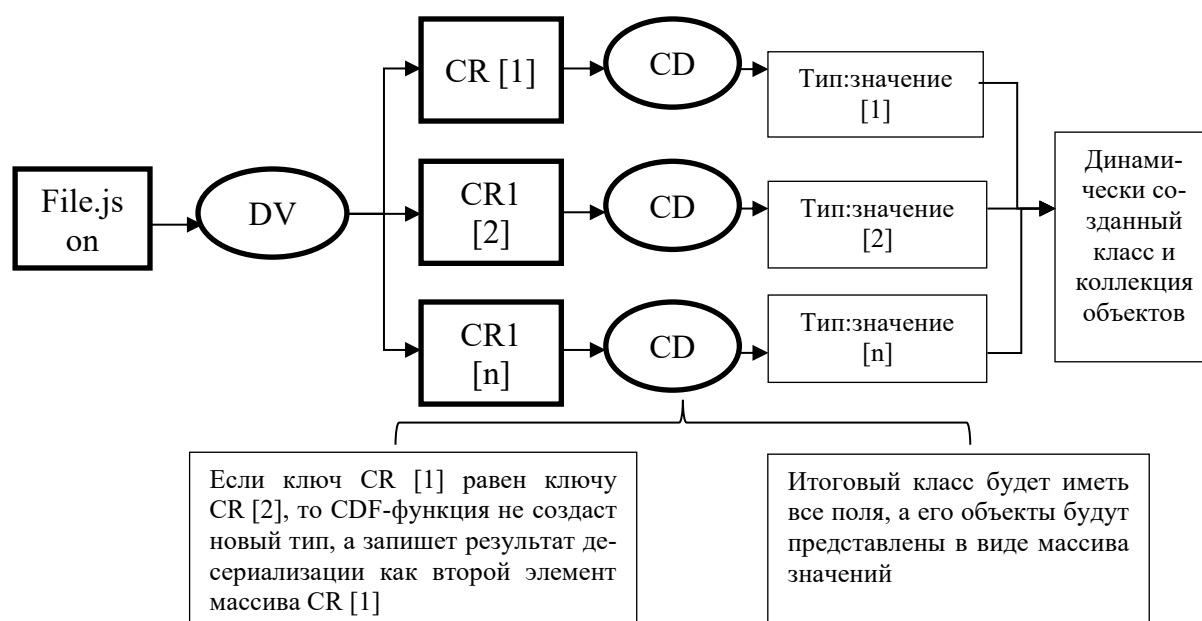 File.js
on
DV
CR [1]
CD
Тип:значение
[1]
CR1
[2]
CD
Тип:значение
[2]
CR1
[n]
CD
Тип:значение
[n]
Динами-
чески со-
зданный
класс и
коллекция
объектов
Если ключ CR [1] равен ключу
CR [2], то CDF-функция не создаст
новый тип, а запишет результат де-
сериализации как второй элемент
массива CR [1]
Итоговый класс будет иметь
все поля, а его объекты будут
представлены в виде массива
значений